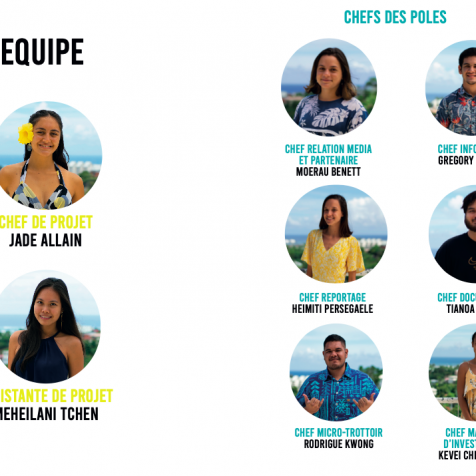 EQUIPE
CHEF DE PROJET
JADE ALLAIN
ISTANTE DE PROJET
MEHEILANI TCHEN
CHEFS DES POLES
CHEF RELATION MEDIA
ET PARTENAIRE
MOERAU BENETT
CHEF INFO
GREGORY
CHEF REPORTAGE
HEIMITI PERSEGAELE
CHEF DOC
TIANOA
CHEF MICRO-TROTTOIR
RODRIGUE KWONG
CHEF MA
D'INVEST
KEVEI CHE